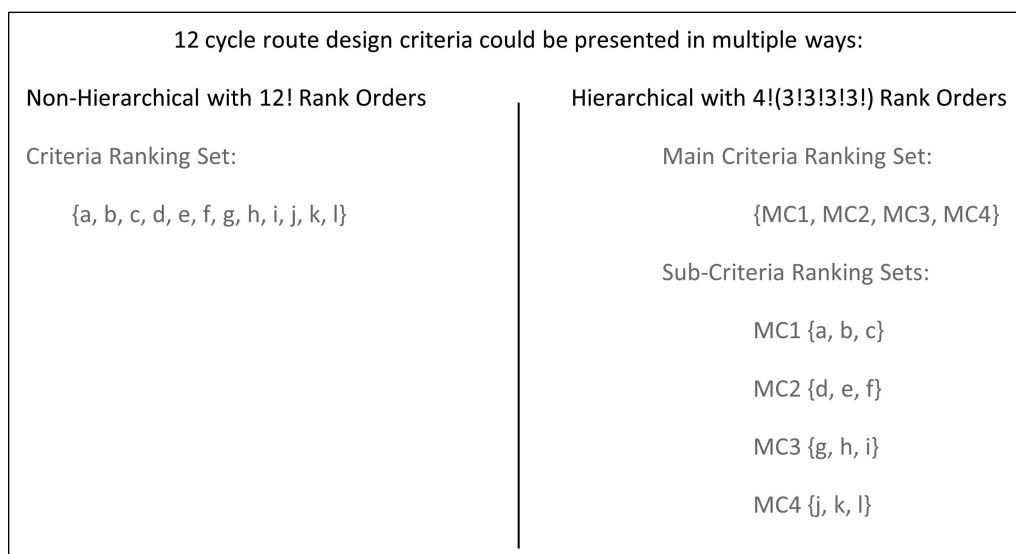 12 cycle route design criteria could be presented in multiple ways:
Non-Hierarchical with 12! Rank Orders
Criteria Ranking Set:
{a, b, c, d, e, f, g, h, i, j, k, l}
Hierarchical with 4!(3!3!3!3!) Rank Orders
Main Criteria Ranking Set:
{MC1, MC2, MC3, MC4}
Sub-Criteria Ranking Sets:
MC1 {a, b, c}
MC2 {d, e, f}
MC3 {g, h, i}
MC4 {j, k, l}